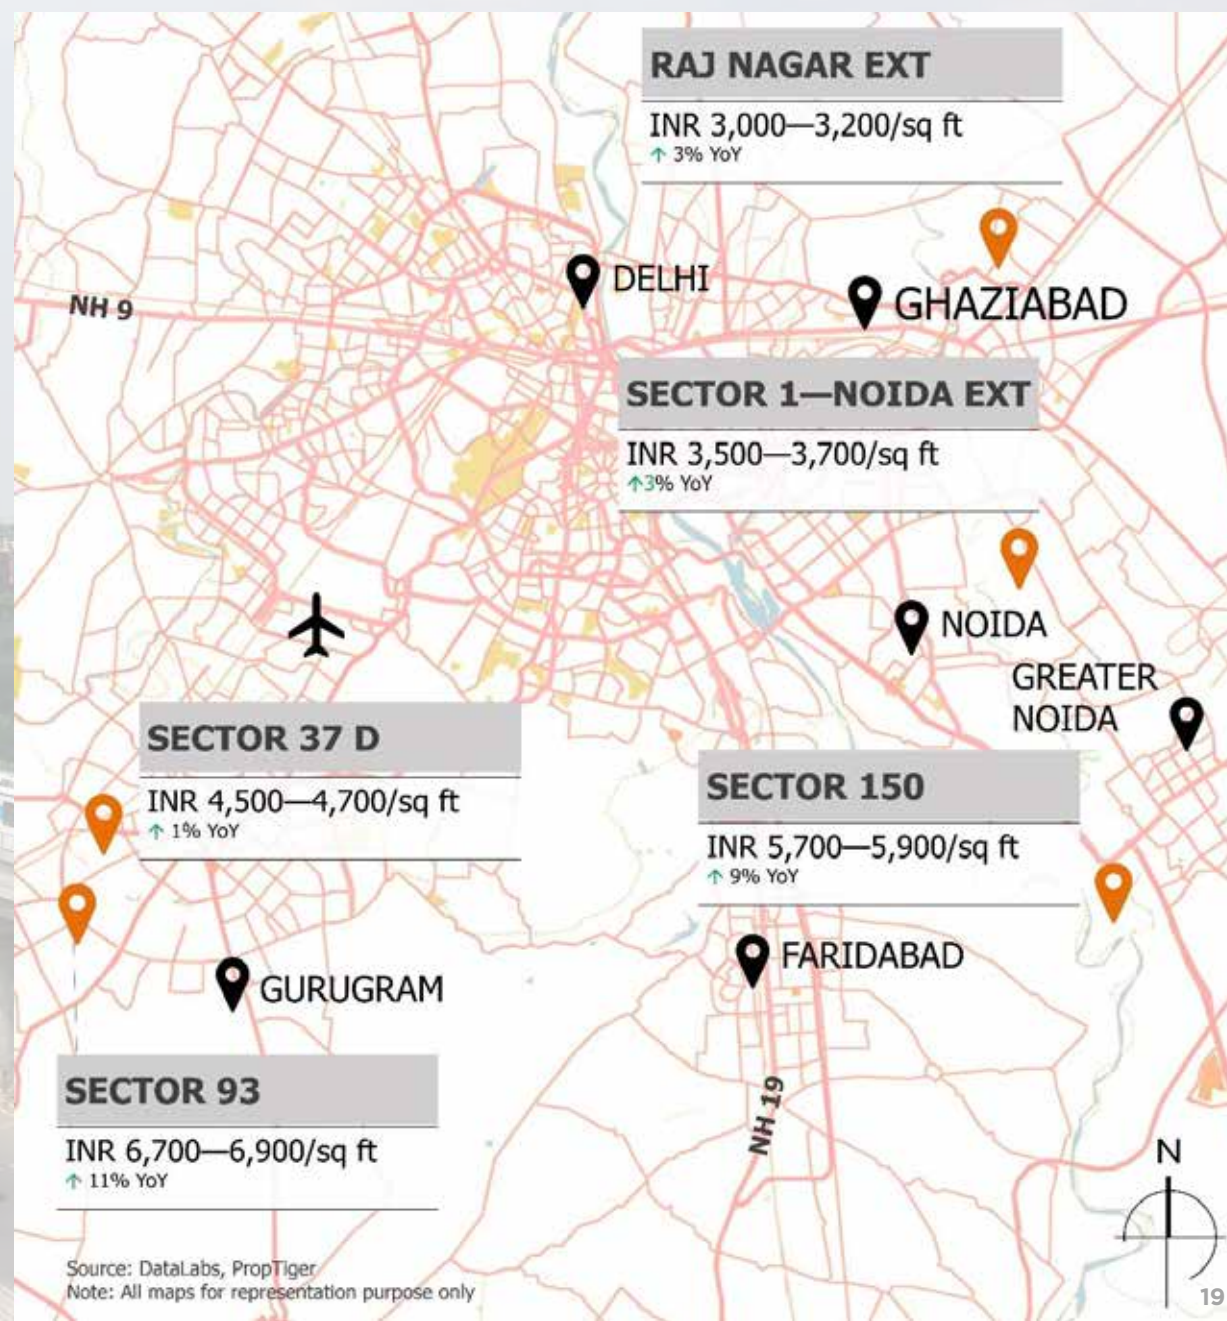 RAJ NAGAR EXT
INR 3,000—3,200/sq ft
↑ 3% YoY
DELHI
GHAZIABAD
NH 9
SECTOR 1—NOIDA EXT
INR 3,500—3,700/sq ft
↑3% YoY
NOIDA
GREATER
NOIDA
SECTOR 37 D
INR 4,500—4,700/sq ft
↑ 1% YoY
SECTOR 150
INR 5,700—5,900/sq ft
↑ 9% YoY
FARIDABAD
GURUGRAM
SECTOR 93
INR 6,700—6,900/sq ft
↑ 11% YoY
NH 19
N
Source: DataLabs, PropTiger
Note: All maps for representation purpose only
19